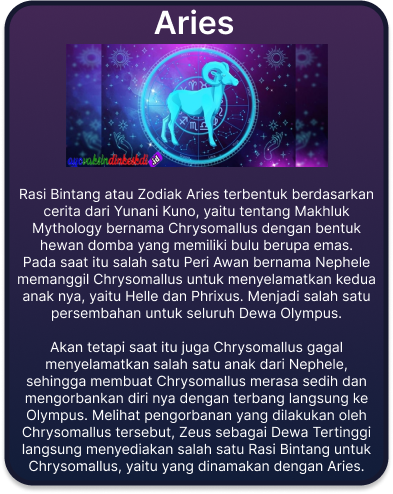 Aries
Rasi Bintang atau Zodiak Aries terbentuk berdasarkan
cerita dari Yunani Kuno, yaitu tentang Makhluk
Mythology bernama Chrysomallus dengan bentuk
hewan domba yang memiliki bulu berupa emas.
Pada saat itu salah satu Peri Awan bernama Nephele
memanggil Chrysomallus untuk menyelamatkan kedua
anak nya, yaitu Helle dan Phrixus. Menjadi salah satu
persembahan untuk seluruh Dewa Olympus.
Akan tetapi saat itu juga Chrysomallus gagal
menyelamatkan salah satu anak dari Nephele,
sehingga membuat Chrysomallus merasa sedih dan
mengorbankan diri nya dengan terbang langsung ke
Olympus. Melihat pengorbanan yang dilakukan oleh
Chrysomallus tersebut, Zeus sebagai Dewa Tertinggi
langsung menyediakan salah satu Rasi Bintang untuk
Chrysomallus, yaitu yang dinamakan dengan Aries.